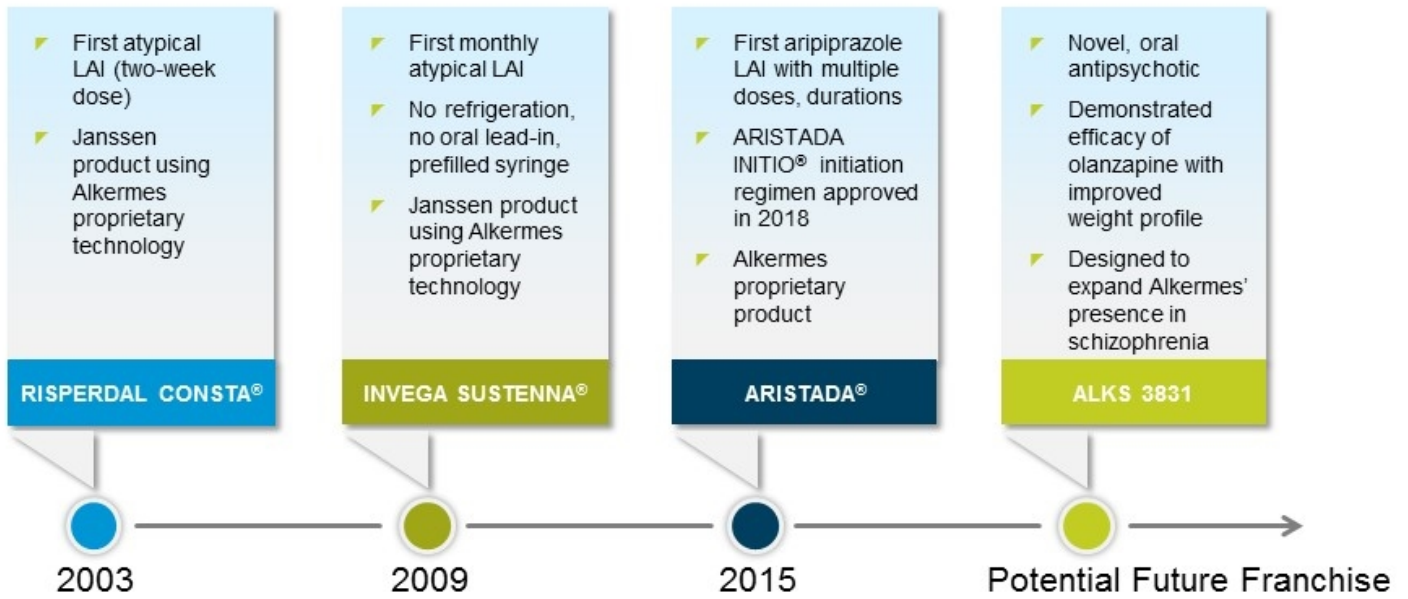 First atypical
LAI (two-week
dose)
Janssen
product using
Alkermes
proprietary
technology
RISPERDAL CONSTA®
2003
First monthly
atypical LAI
No refrigeration,
no oral lead-in,
prefilled syringe
Janssen product
using Alkermes
proprietary
technology
INVEGA SUSTENNA®
2009
First aripiprazole
LAI with multiple
doses, durations
ARISTADA
INITIO® initiation
regimen approved
in 2018
Alkermes
proprietary
product
ARISTADA®
2015
Novel, oral
antipsychotic
Demonstrated
efficacy of
olanzapine with
improved
weight profile
Designed to
expand Alkermes’
presence in
schizophrenia
ALKS 3831
Potential Future Franchise